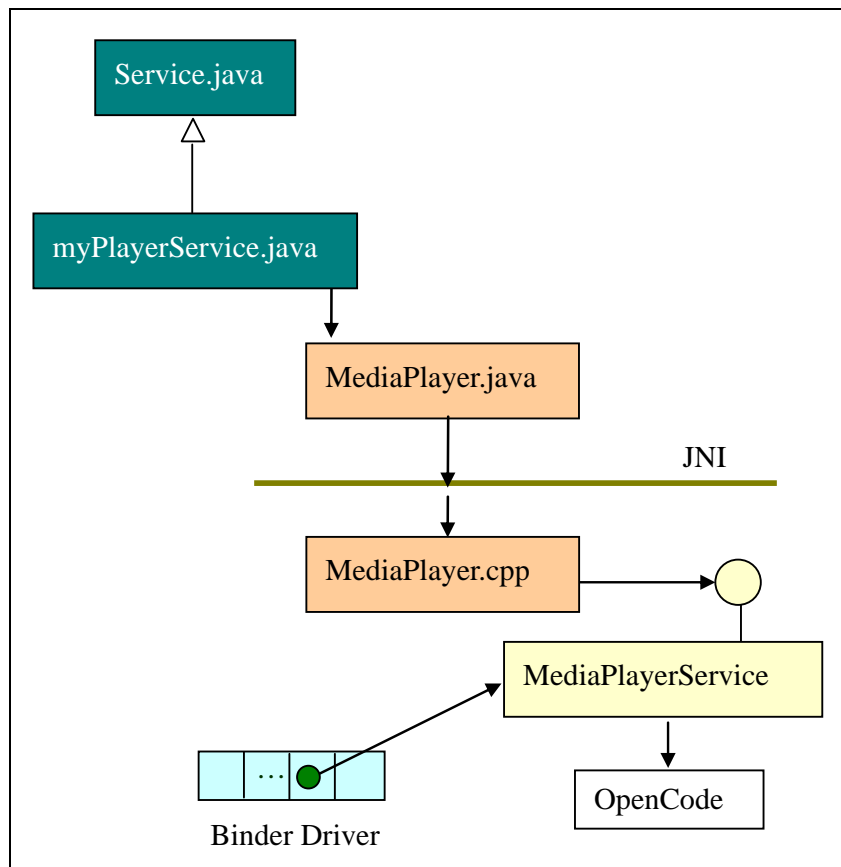 Service.java
myPlayerService.java
MediaPlayer.java
JNI
MediaPlayer.cpp
MediaPlayerService
…
OpenCode
Binder Driver